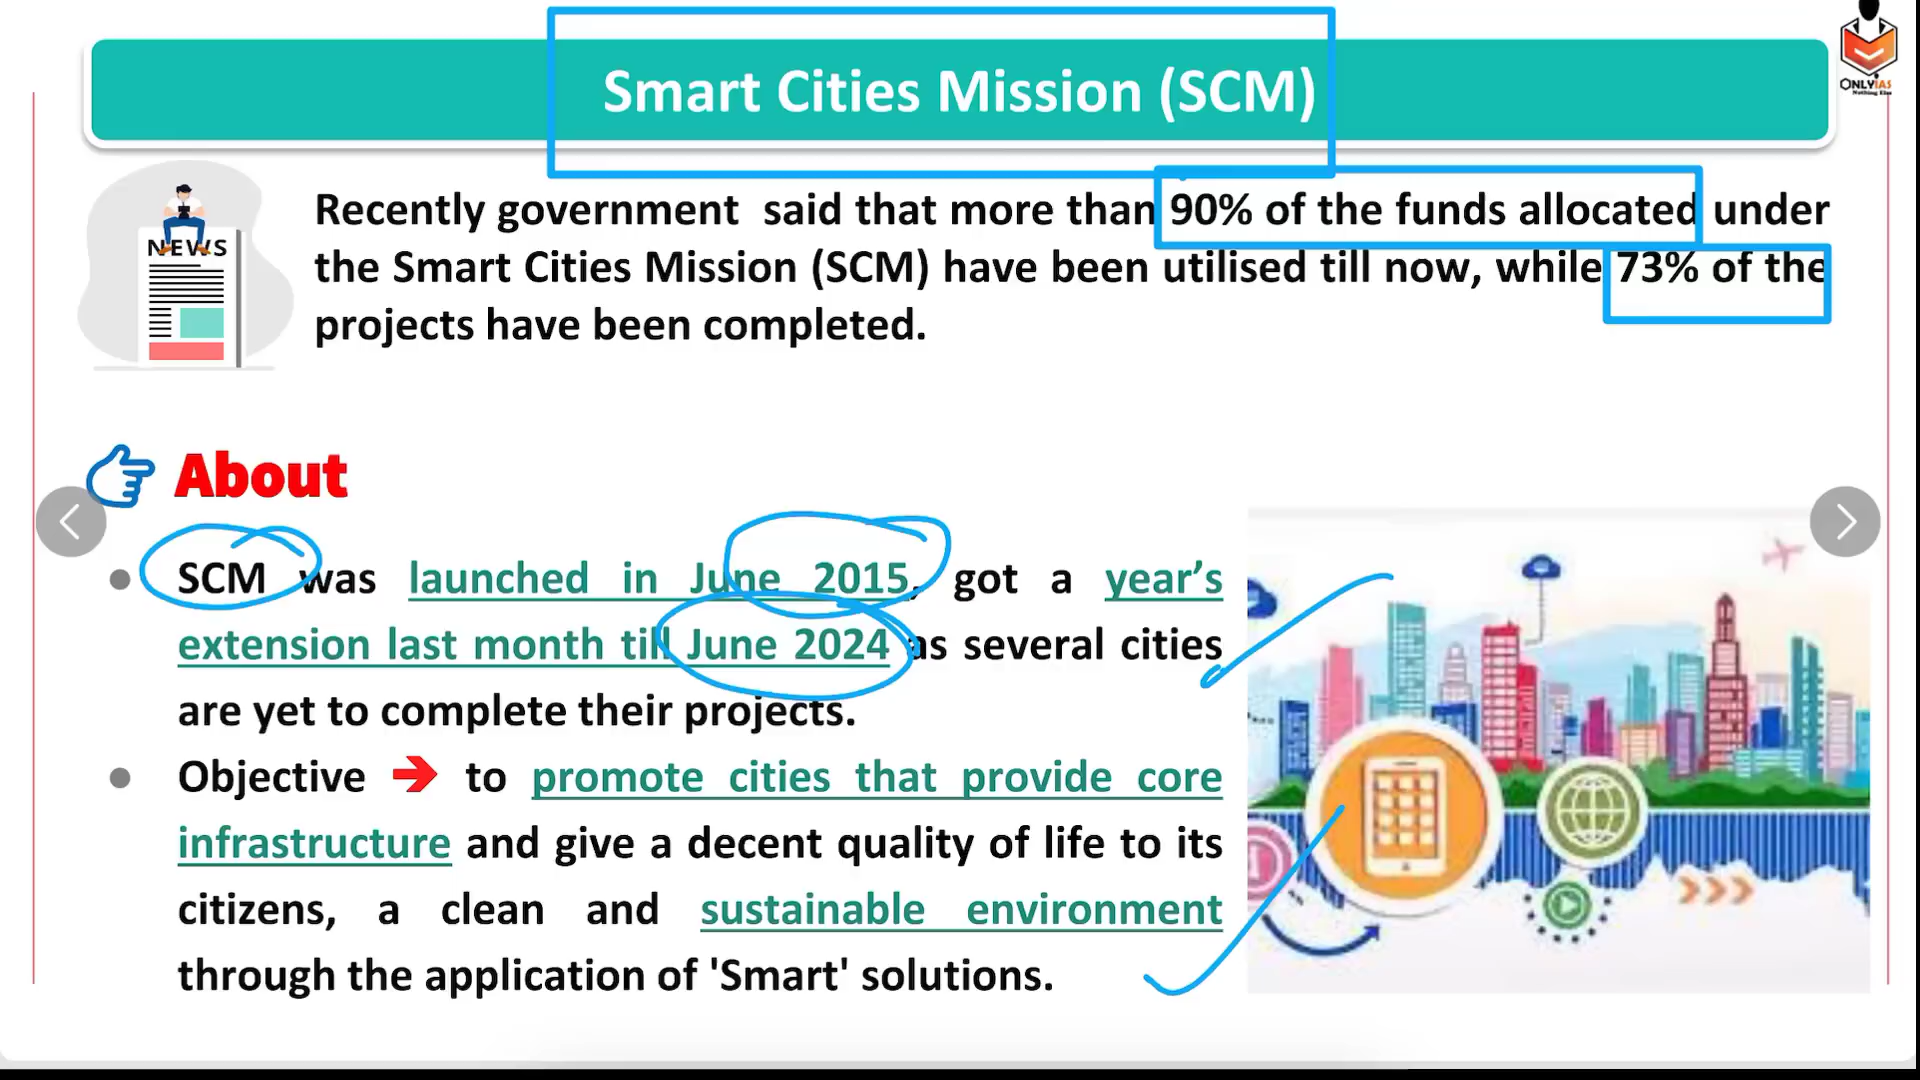 Smart Cities Mission (SCM)
ONLYIAS
Nothing Else
NEWS
Recently government said that more than 90% of the funds allocated under
the Smart Cities Mission (SCM) have been utilised till now, while 73% of the
projects have been completed.
About
SCM was launched in June 2015, got a year’s
extension last month till June 2024 as several cities
are yet to complete their projects.
Objective ➔ to promote cities that provide core
infrastructure and give a decent quality of life to its
citizens, a clean and sustainable environment
through the application of 'Smart' solutions.